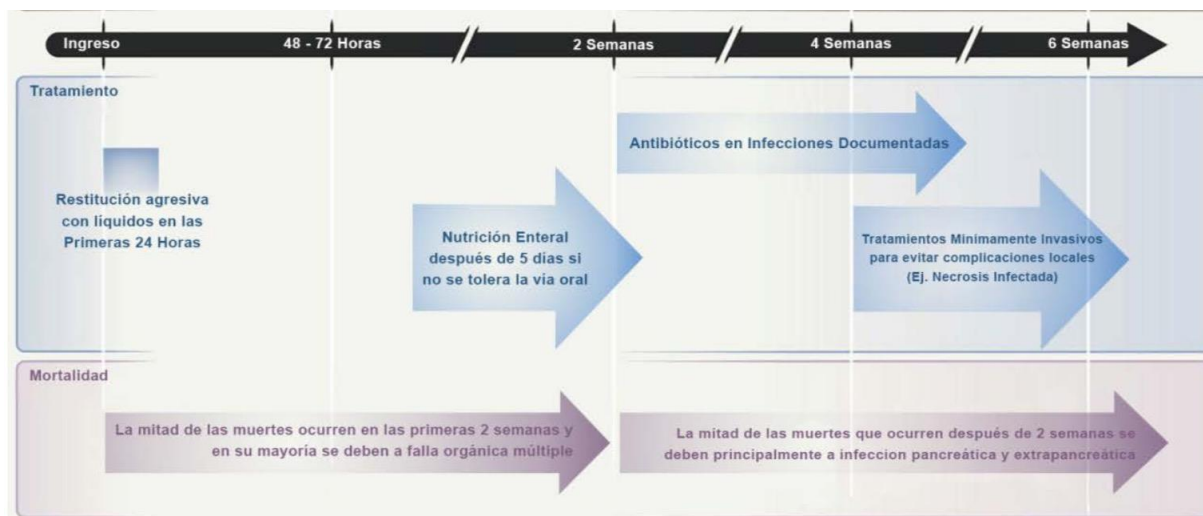 Ingreso
48 - 72 Horas
2 Semanas
4 Semanas
6 Semanas
Tratamiento
Restitución agresiva
con líquidos en las
Primeras 24 Horas
Nutrición Enteral
después de 5 días si
no se tolera la vía oral
Antibióticos en Infecciones Documentadas
Tratamientos Mínimamente Invasivos
para evitar complicaciones locales
(Ej. Necrosis Infectada)
Mortalidad
La mitad de las muertes ocurren en las primeras 2 semanas y
en su mayoría se deben a falla orgánica múltiple
La mitad de las muertes que ocurren después de 2 semanas se
deben principalmente a infeccion pancreática y extrapancreática